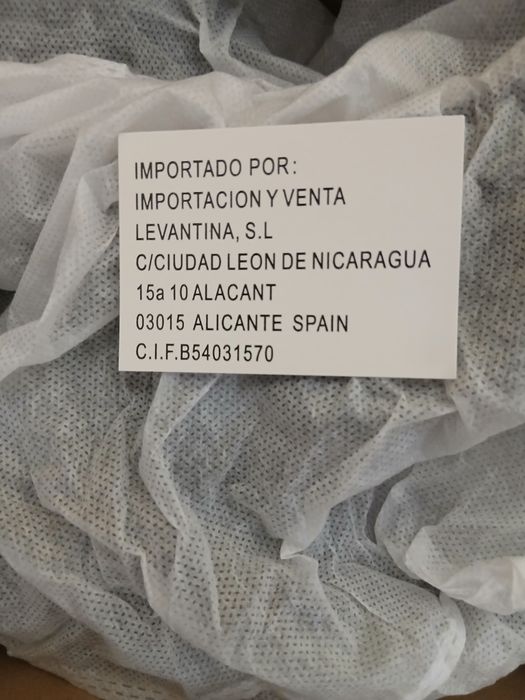 IMPORTADO POR:
IMPORTACION Y VENTA
LEVANTINA, S.L
C/CIUDAD LEON DE NICARAGUA
15a 10 ALACANT
03015 ALICANTE SPAIN
C.I.F.B54031570